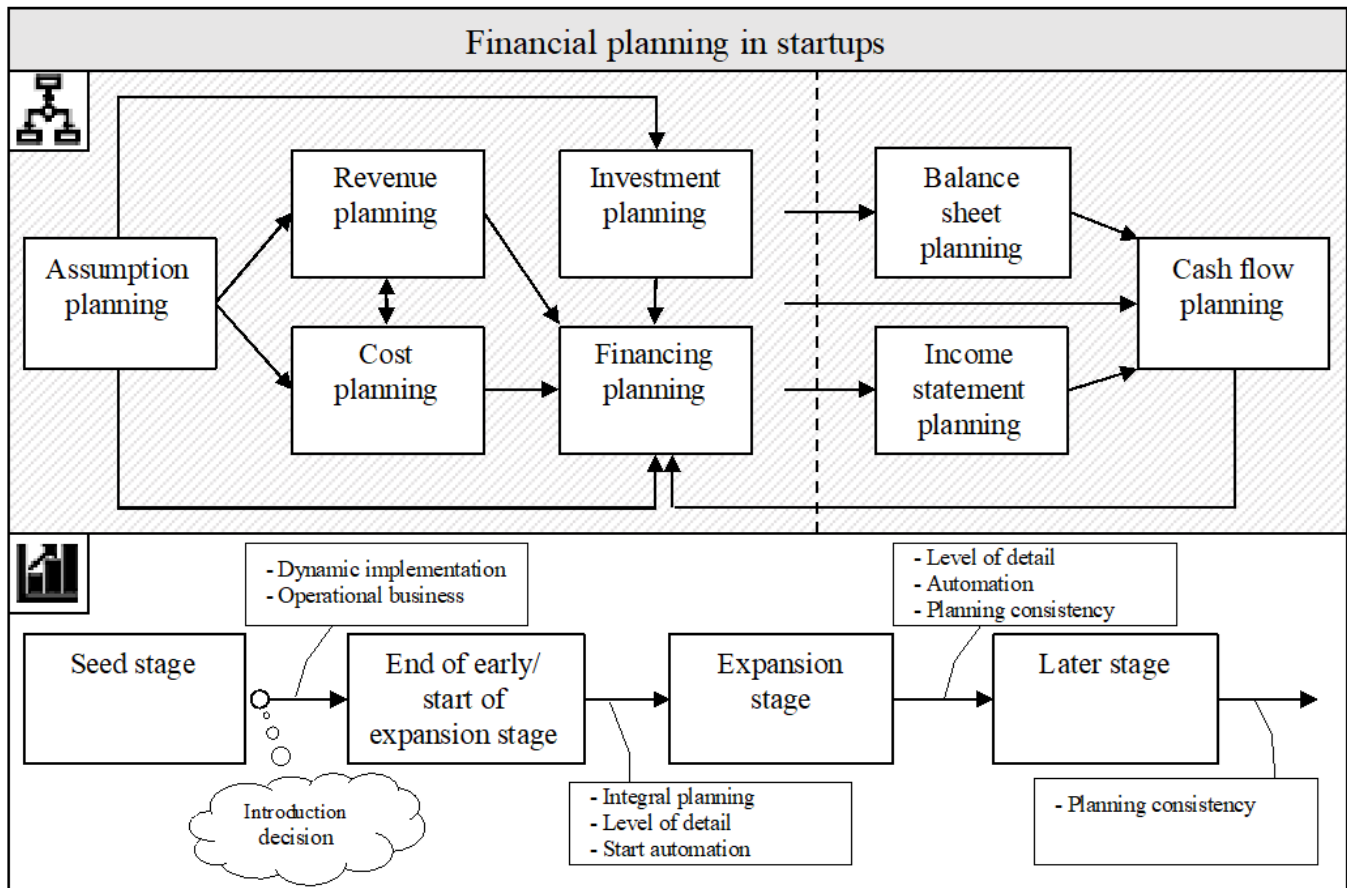 Financial planning in startups
Revenue
planning
Investment
planning
Balance
sheet
planning
Assumption
planning
Cash flow
planning
Cost
planning
Financing
planning
Income
statement
planning
- Dynamic implementation
- Operational business
- Level of detail
- Automation
- Planning consistency
Seed stage
End of early/
start of
expansion stage
Expansion
stage
Later stage
Introduction
decision
- Integral planning
- Level of detail
- Start automation
- Planning consistency